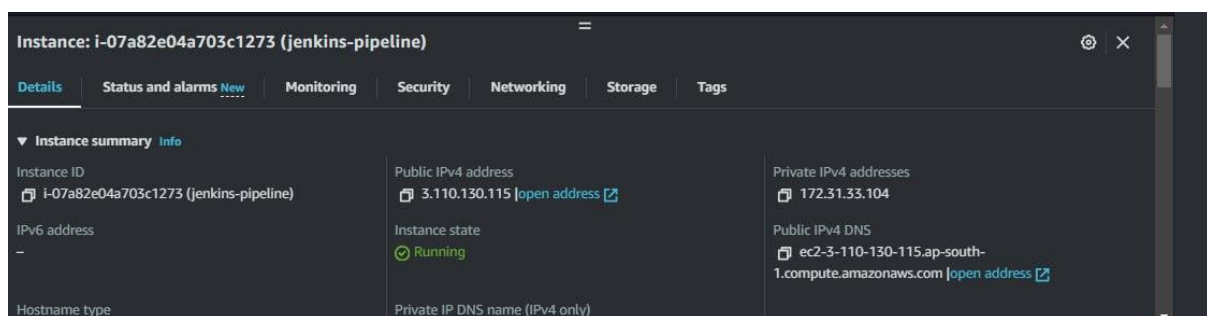 Instance: i-07a82e04a703c1273 (jenkins-pipeline)
Details Status and alarms New Monitoring Security Networking Storage Tags
Instance summary Info
Instance ID
i-07a82e04a703c1273 (jenkins-pipeline)
Public IPv4 address
3.110.130.115 |open address
Private IPv4 addresses
172.31.33.104
IPv6 address
–
Instance state
Running
Public IPv4 DNS
ec2-3-110-130-115.ap-south-
1.compute.amazonaws.com |open address
Hostname type
Private IP DNS name (IPv4 only)